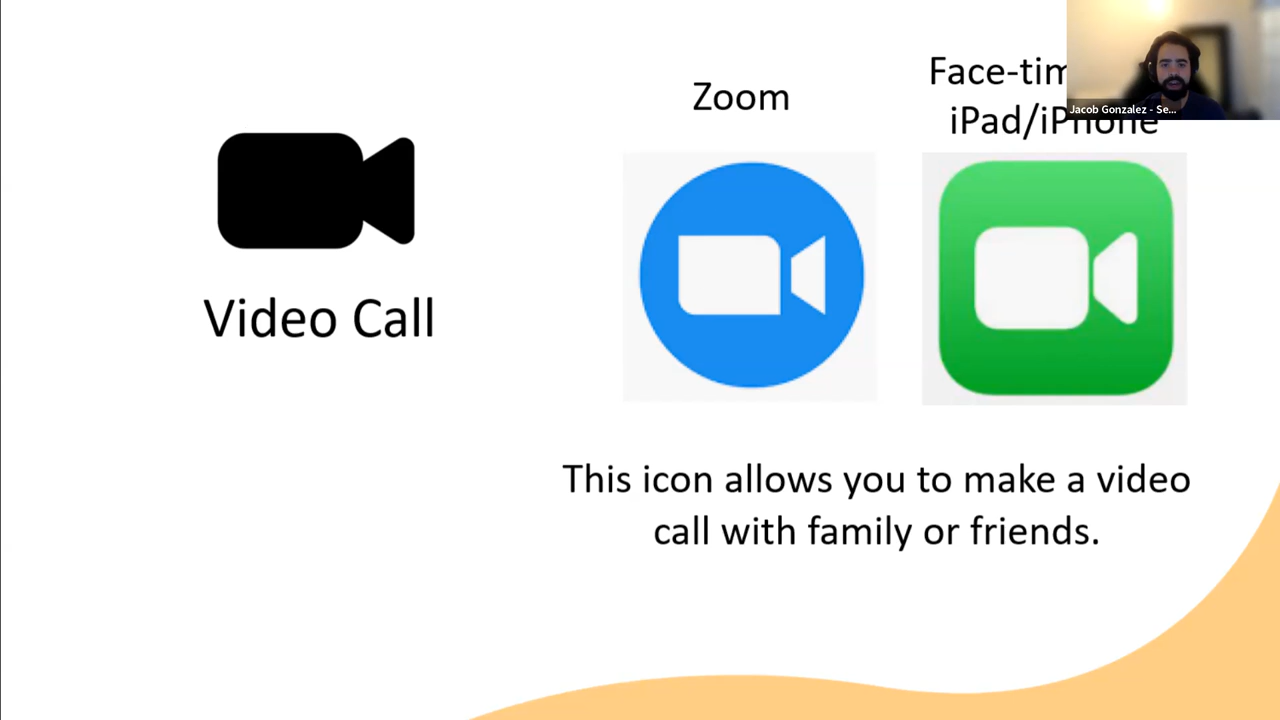 Video Call
Zoom
Face-tim
iPad/iPhone
Jacob Gonzalez - Se...
This icon allows you to make a video
call with family or friends.